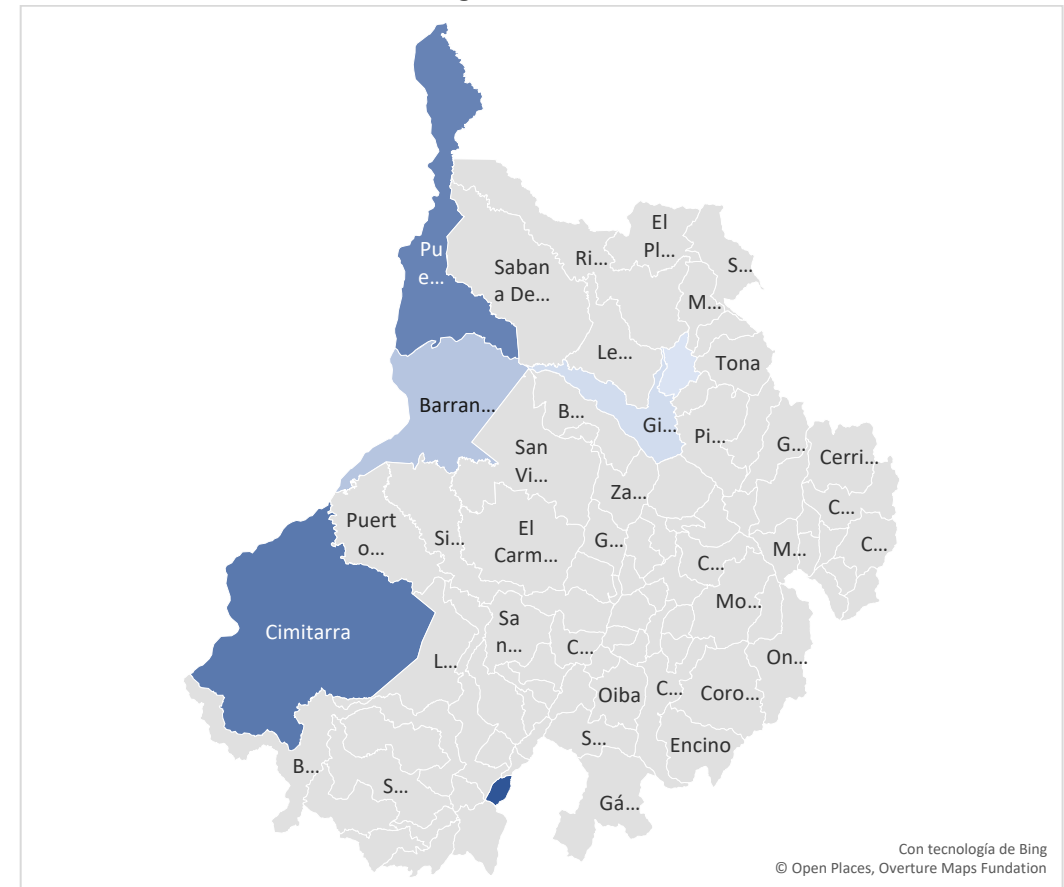 El
Pl...
Pu
e...
Saban
a De...
Ri...
S...
M...
Le...
Tona
Barran...
B...
Gi...
Pi...
G...
Cerri...
San
Vi...
Za...
C...
Puert
o...
Si...
El
Carm...
G...
M...
C...
C...
Mo...
Cimitarra
Sa
n...
C...
L...
On...
Oiba
C...
Coro...
S...
Encino
B...
S...
Gá...
Con tecnología de Bing
© Open Places, Overture Maps Foundation